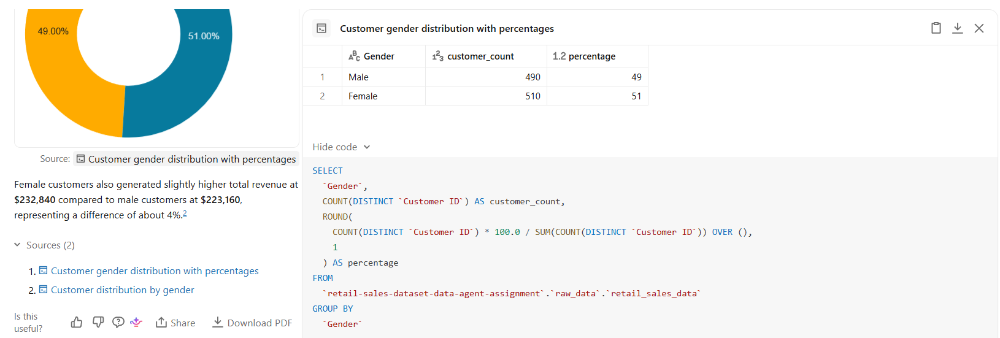 49.00%
51.00%
Source: Customer gender distribution with percentages
Female customers also generated slightly higher total revenue at
$232,840 compared to male customers at $223,160,
representing a difference of about 4%.2
Sources (2)
1. Customer gender distribution with percentages
2. Customer distribution by gender
Is this
useful?
Share
Download PDF
Customer gender distribution with percentages
ABC Gender 123 customer_count 1.2 percentage
1 Male 490 49
2 Female 510 51
Hide code
SELECT
`Gender`,
COUNT(DISTINCT `Customer ID`) AS customer_count,
ROUND(
COUNT(DISTINCT `Customer ID`) * 100.0 / SUM(COUNT(DISTINCT `Customer ID`)) OVER (),
1
) AS percentage
FROM
`retail-sales-dataset-data-agent-assignment`.`raw_data`.`retail_sales_data`
GROUP BY
`Gender`